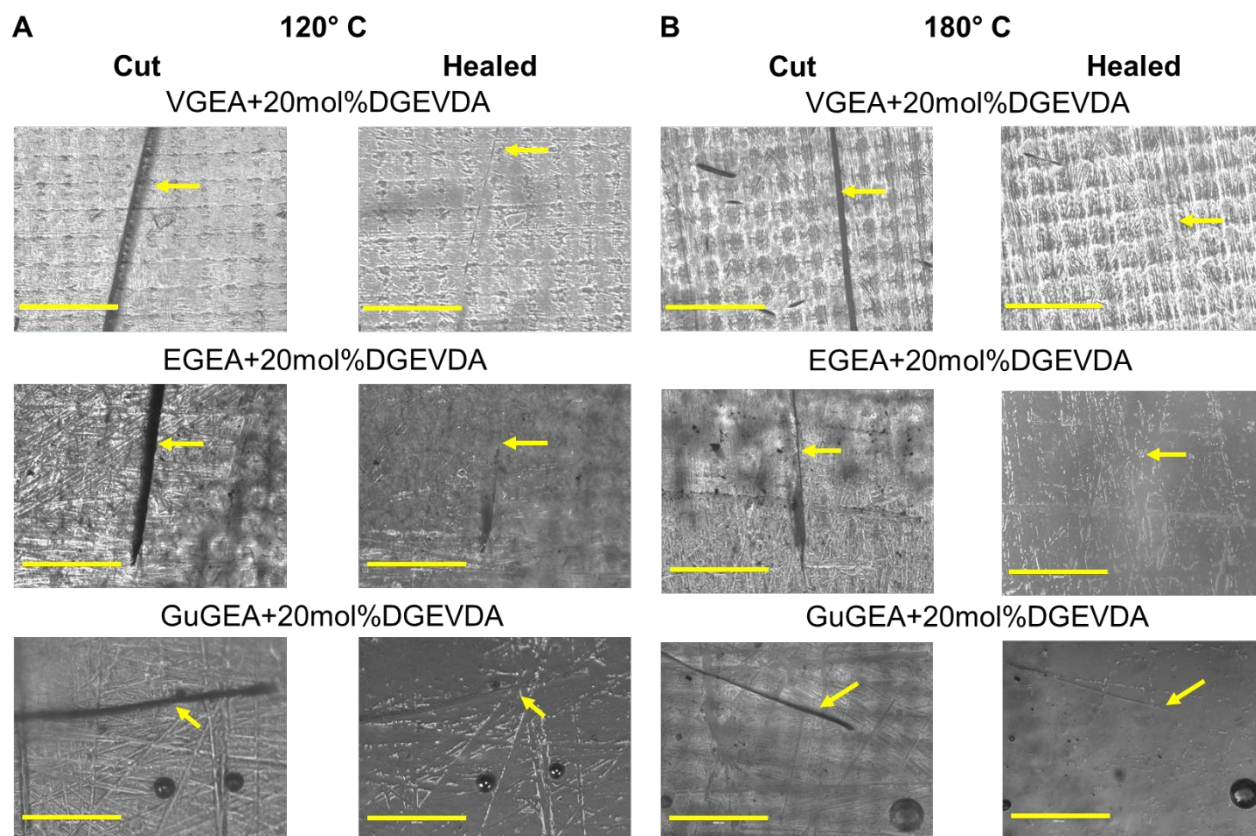 A 120° C B 180° C
Cut Healed Cut Healed
VGEA+20mol%DGEVDA VGEA+20mol%DGEVDA
EGEA+20mol%DGEVDA EGEA+20mol%DGEVDA
GuGEA+20mol%DGEVDA GuGEA+20mol%DGEVDA